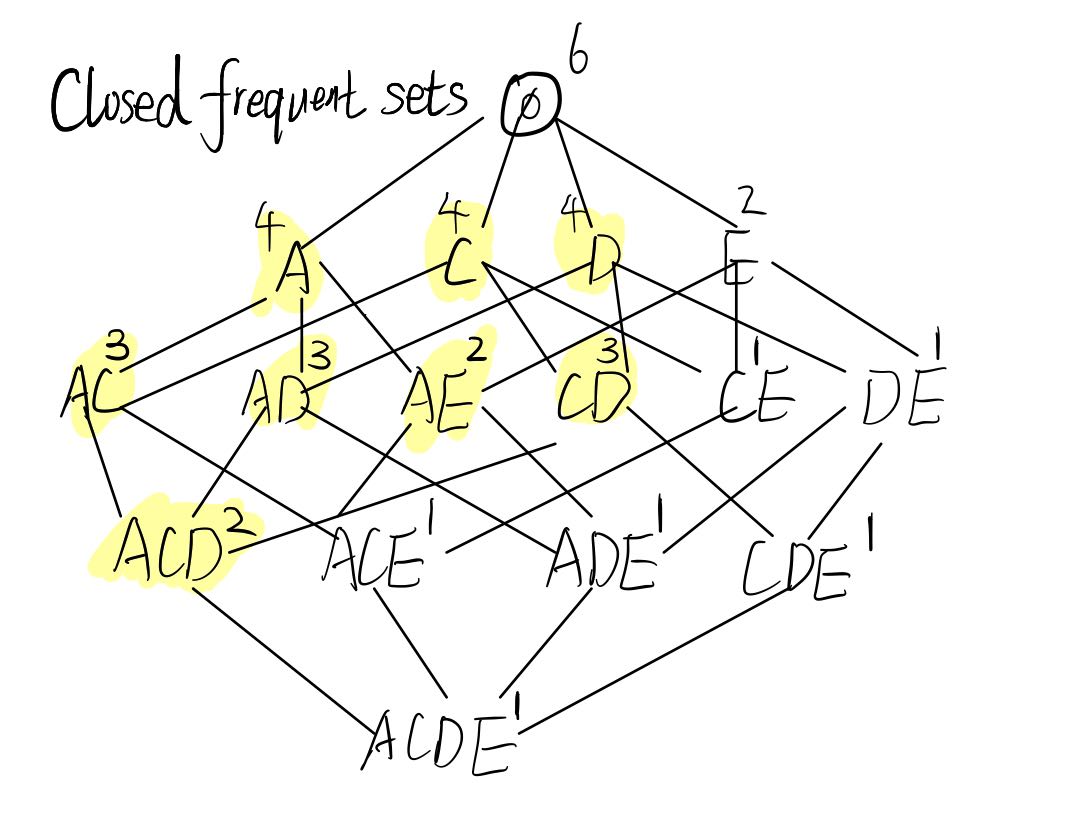 6
Closed frequent sets ∅
4 A 4 C 4 D 2 E
AC 3 AD 3 AE 2 CD 3 CE 1 DE 1
ACD 2 ACE 1 ADE 1 CDE 1
ACDE 1